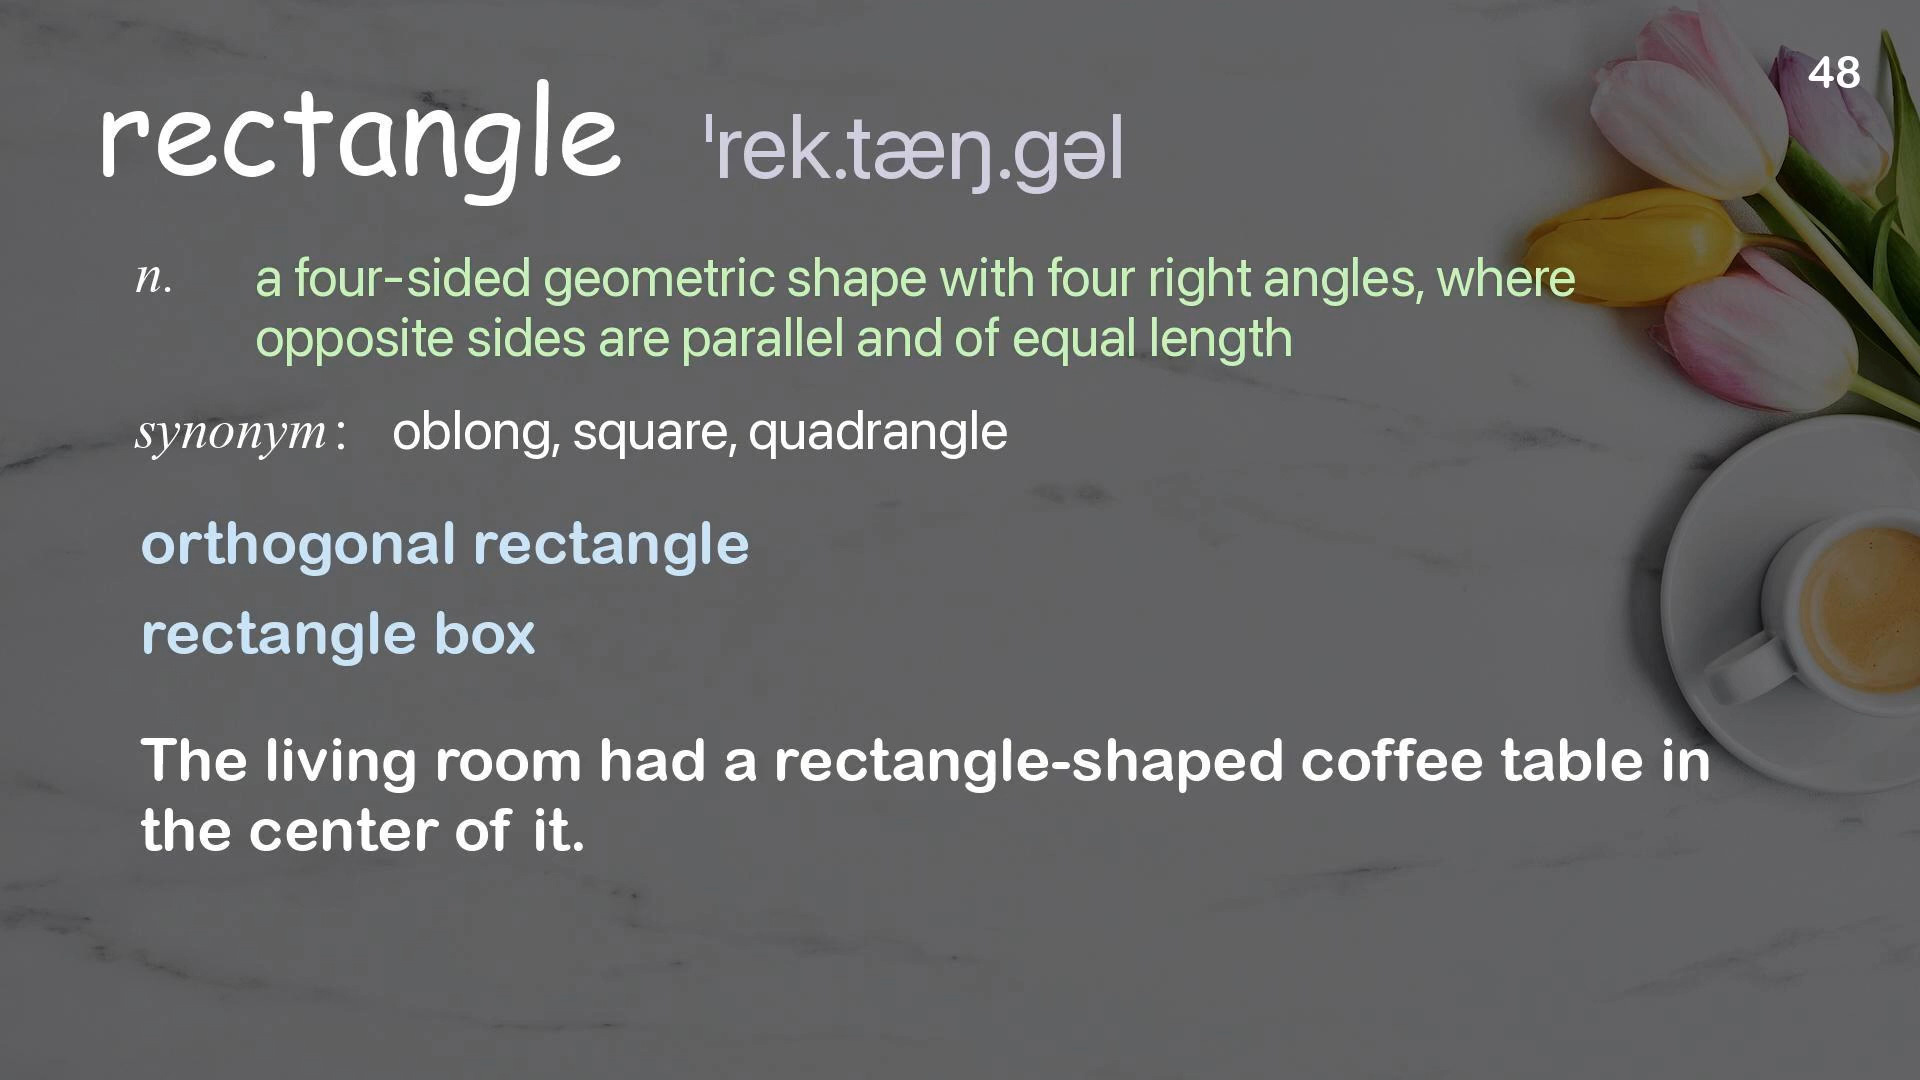 48
rectangle ˈrek.tæŋ.gəl
n. a four-sided geometric shape with four right angles, where
opposite sides are parallel and of equal length
synonym: oblong, square, quadrangle
orthogonal rectangle
rectangle box
The living room had a rectangle-shaped coffee table in
the center of it.